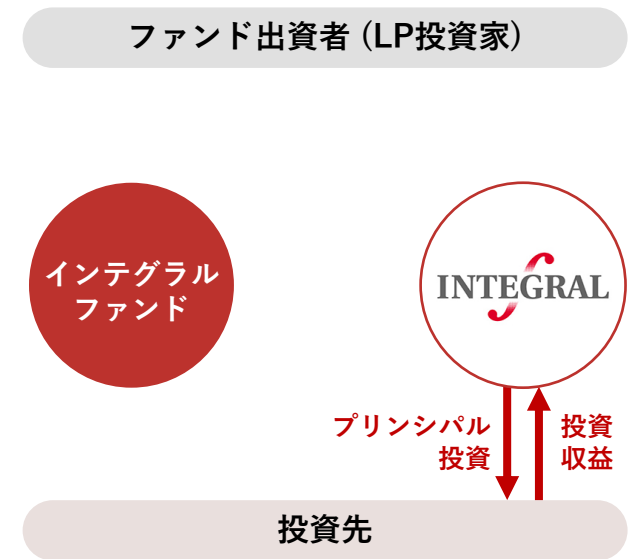 ファンド出資者 (LP投資家)
インテグラル
ファンド
INTEGRAL
プリンシパル
投資
投資
収益
投資先